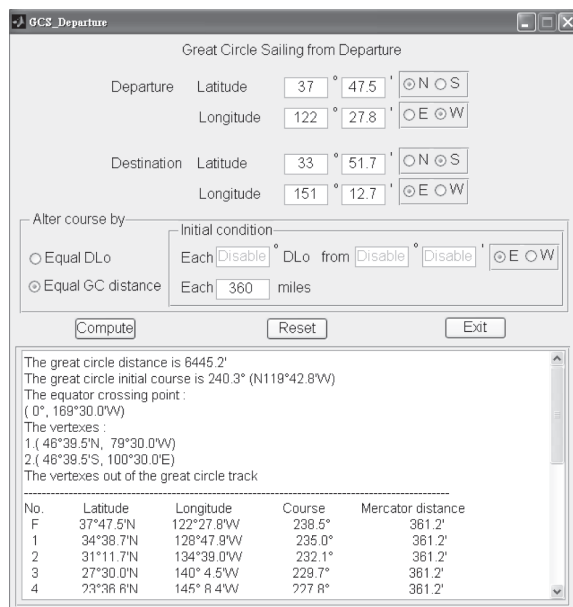 GCS_Departure
Great Circle Sailing from Departure
Departure Latitude 37 ° 47.5 ' N S
Longitude 122 ° 27.8 ' E W
Destination Latitude 33 ° 51.7 ' N S
Longitude 151 ° 12.7 ' E W
Alter course by
Initial condition
Equal DLo Each Disable ° DLo from Disable ° Disable ' E W
Equal GC distance Each 360 miles
Compute Reset Exit
The great circle distance is 6445.2'
The great circle initial course is 240.3° (N119°42.8'W)
The equator crossing point :
( 0°, 169°30.0'W)
The vertexes :
1.( 46°39.5'N, 79°30.0'W)
2.( 46°39.5'S, 100°30.0'E)
The vertexes out of the great circle track
No. Latitude Longitude Course Mercator distance
F 37°47.5'N 122°27.8'W 238.5° 361.2'
1 34°38.7'N 128°47.9'W 235.0° 361.2'
2 31°11.7'N 134°39.0'W 232.1° 361.2'
3 27°30.0'N 140° 4.5'W 229.7° 361.2'
4 23°36.6'N 145° 8.4'W 227.8° 361.2'